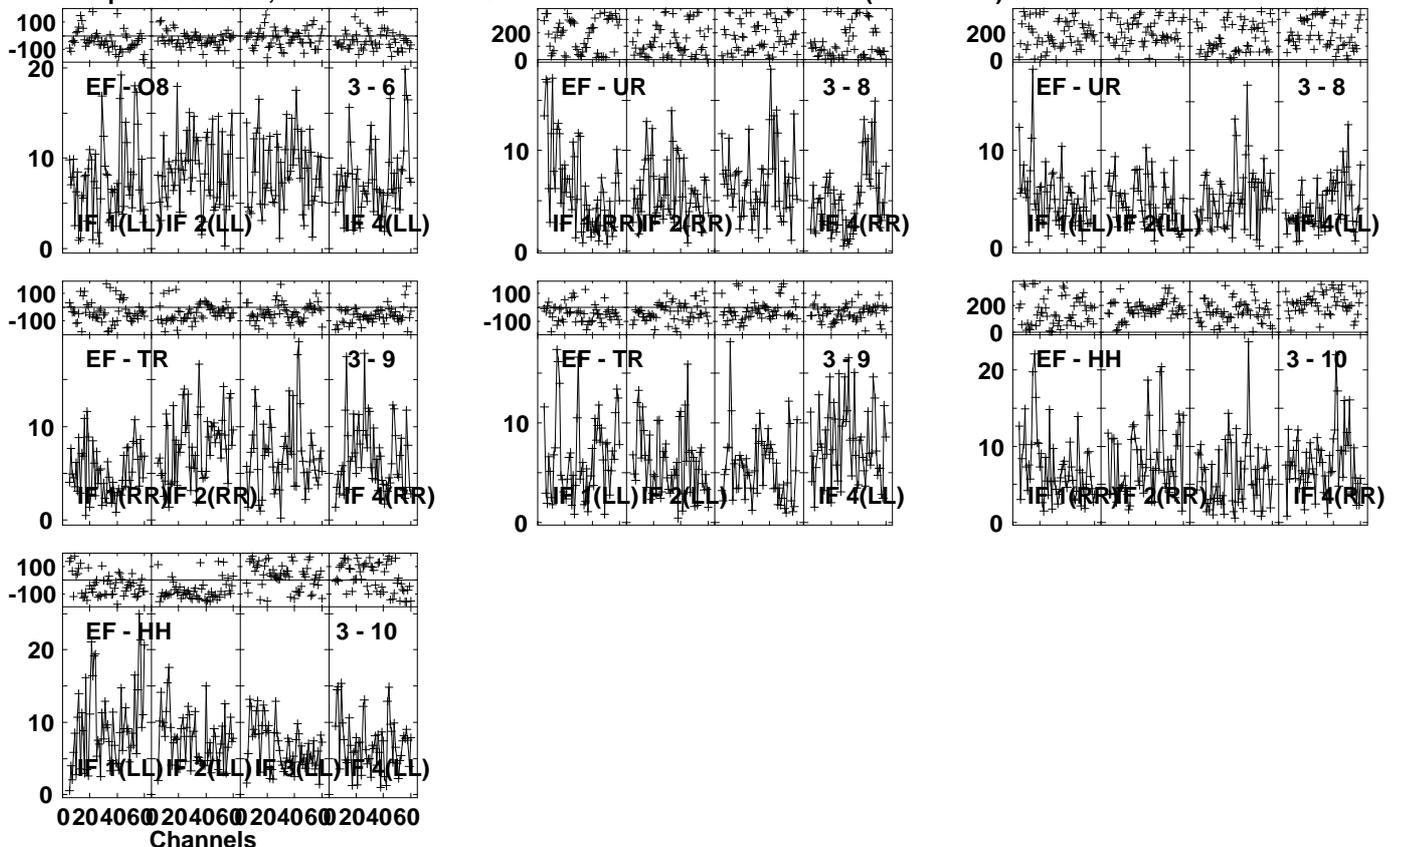 100
-100
20
10
0
EF - O8 3 - 6
IF 1(LL) IF 2(LL) IF 4(LL)
200
0
10
0
EF - UR 3 - 8
IF 1(RR) IF 2(RR) IF 4(RR)
200
0
10
0
EF - UR 3 - 8
IF 1(LL) IF 2(LL) IF 4(LL)
100
-100
10
0
EF - TR 3 - 9
IF 1(RR) IF 2(RR) IF 4(RR)
100
-100
10
0
EF - TR 3 - 9
IF 1(LL) IF 2(LL) IF 4(LL)
200
0
20
10
0
EF - HH 3 - 10
IF 1(RR) IF 2(RR) IF 4(RR)
100
-100
20
10
0
EF - HH 3 - 10
IF 1(LL) IF 2(LL) IF 3(LL) IF 4(LL)
0 20 40 60 0 20 40 60 0 20 40 60 0 20 40 60
Channels